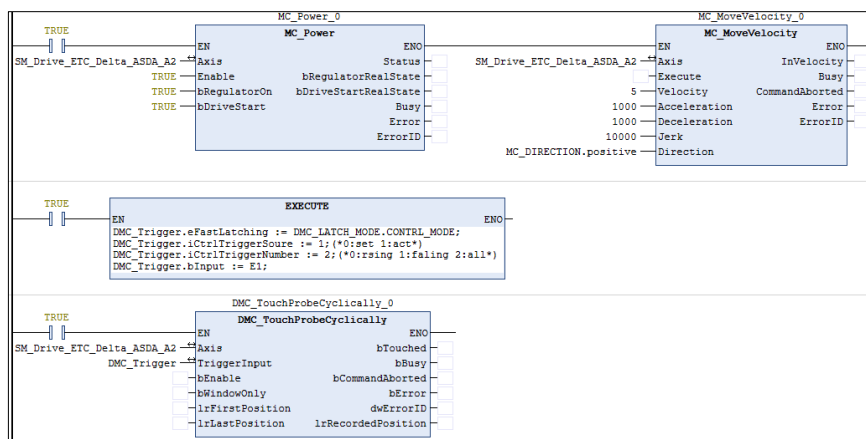 MC_Power_0
MC_MoveVelocity_0
TRUE
MC_Power
MC_MoveVelocity
EN ENO
EN ENO
SM_Drive_ETC_Delta_ASDA_A2 Axis Status
SM_Drive_ETC_Delta_ASDA_A2 Axis InVelocity
TRUE Enable bRegulatorRealState
Execute Busy
TRUE bRegulatorOn bDriveStartRealState
5 Velocity CommandAborted
TRUE bDriveStart Busy
1000 Acceleration Error
Error
1000 Deceleration ErrorID
ErrorID
10000 Jerk
MC_DIRECTION.positive Direction
TRUE
EXECUTE
EN ENO
DMC_Trigger.eFastLatching := DMC_LATCH_MODE.CONTRL_MODE;
DMC_Trigger.iCtrlTriggerSoure := 1;(*0:set 1:act*)
DMC_Trigger.iCtrlTriggerNumber := 2;(*0:rsing 1:faling 2:all*)
DMC_Trigger.bInput := E1;
DMC_TouchProbeCyclically_0
TRUE
DMC_TouchProbeCyclically
EN ENO
SM_Drive_ETC_Delta_ASDA_A2 Axis bTouched
DMC_Trigger TriggerInput bBusy
bEnable bCommandAborted
bWindowOnly bError
lrFirstPosition dwErrorID
lrLastPosition lrRecordedPosition